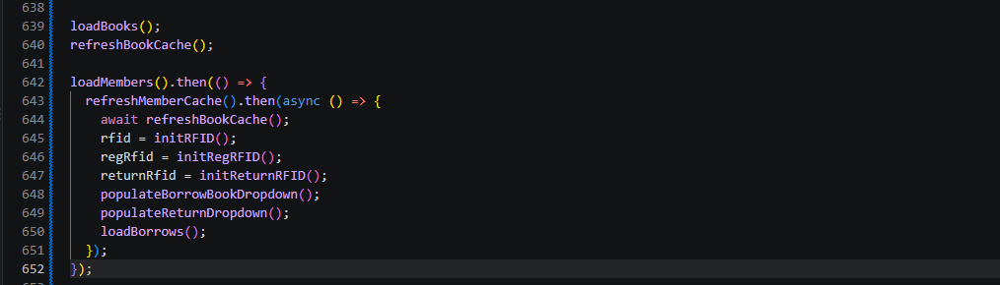 638
639 loadBooks();
640 refreshBookCache();
641
642 loadMembers().then(() => {
643   refreshMemberCache().then(async () => {
644     await refreshBookCache();
645     rfid = initRFID();
646     regRfid = initRegRFID();
647     returnRfid = initReturnRFID();
648     populateBorrowBookDropdown();
649     populateReturnDropdown();
650     loadBorrows();
651   });
652 });